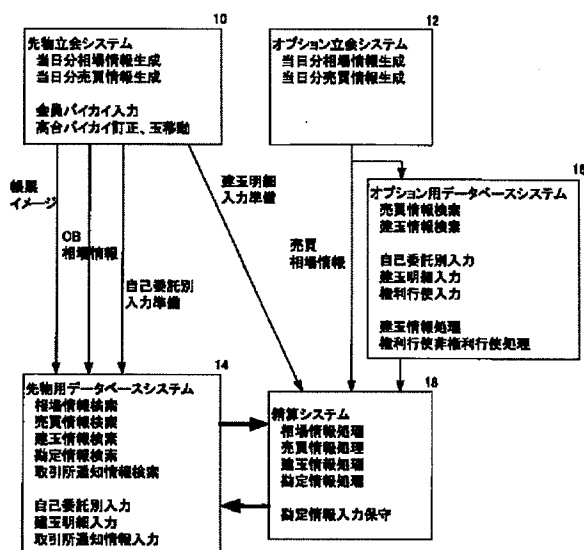 10
先物立会システム
当日分相場情報生成
当日分売買情報生成
会員バイカイ入力
高台バイカイ訂正、玉移動
12
オプション立会システム
当日分相場情報生成
当日分売買情報生成
帳票
イメージ
OB
相場情報
自己委託別
入力準備
建玉明細
入力準備
売買
相場情報
16
オプション用データベースシステム
売買情報検索
建玉情報検索
自己委託別入力
建玉明細入力
権利行使入力
建玉情報処理
権利行使非権利行使処理
14
先物用データベースシステム
相場情報検索
売買情報検索
建玉情報検索
勘定情報検索
取引所通知情報検索
自己委託別入力
建玉明細入力
取引所通知情報入力
18
精算システム
相場情報処理
売買情報処理
建玉情報処理
勘定情報処理
勘定情報入力保守